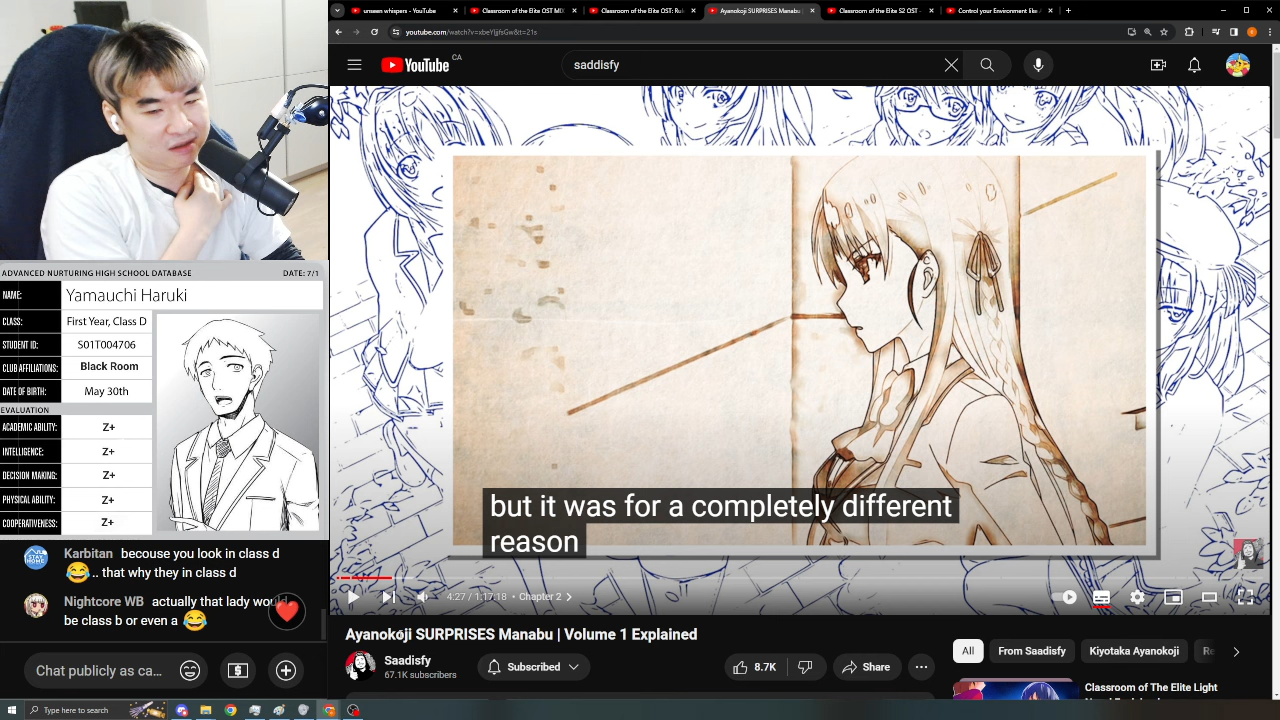 unseen whispers - YouTube
Classroom of the Elite OST MI
Classroom of the Elite OST: Ru
Ayanokoji SURPRISES Manabu |
Classroom of the Elite S2 OST -
Control your Environment like
youtube.com/watch?v=xbeYJjfsGw&t=21s
YouTube
CA
saddisfy
ADVANCED NURTURING HIGH SCHOOL DATABASE
DATE: 7/1
NAME:
Yamauchi Haruki
CLASS:
First Year, Class D
STUDENT ID:
S01T004706
CLUB AFFILIATIONS:
Black Room
DATE OF BIRTH:
May 30th
EVALUATION
ACADEMIC ABILITY:
Z+
INTELLIGENCE:
Z+
DECISION MAKING:
Z+
PHYSICAL ABILITY:
Z+
COOPERATIVENESS:
Z+
Karbitan becouse you look in class d
😂.. that why they in class d
Nightcore WB actually that lady would
be class b or even a 😂
Chat publicly as ca...
but it was for a completely different
reason
4:27 / 1:17:18 • Chapter 2
Ayanokōji SURPRISES Manabu | Volume 1 Explained
Saadisfy
67.1K subscribers
Subscribed
8.7K
Share
All
From Saadisfy
Kiyotaka Ayanokoji
Re
Classroom of The Elite Light
Type here to search